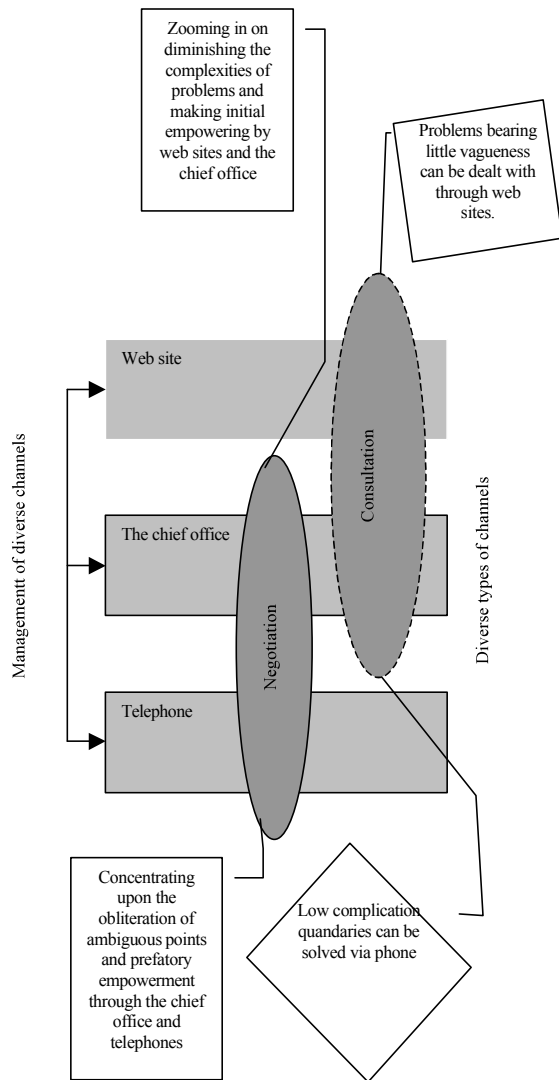 Zooming in on
diminishing the
complexities of
problems and
making initial
empowering by
web sites and the
chief office
Problems bearing
little vagueness
can be dealt with
through web
sites.
Web site
Consultation
The chief office
Managementt of diverse channels
Diverse types of channels
Negotiation
Telephone
Concentrating
upon the
obliteration of
ambiguous points
and prefatory
empowerment
through the chief
office and
telephones
Low complication
quandaries can be
solved via phone